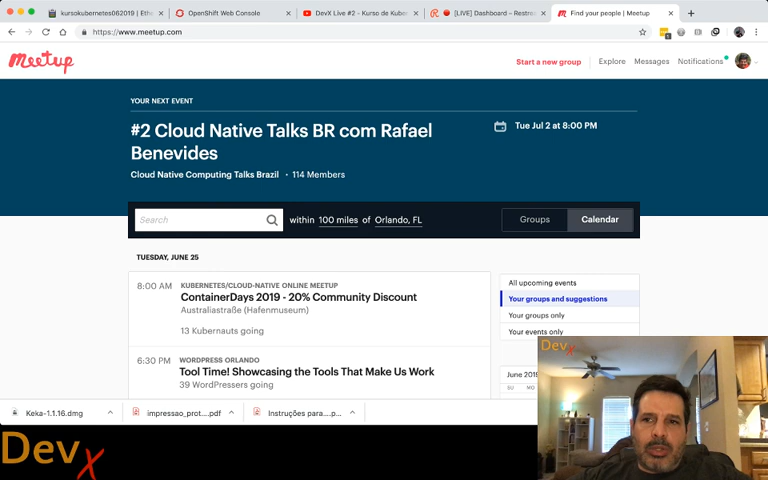 kursokubernetes062019 | Ethe
OpenShift Web Console
DevX Live #2 - Kurso de Kuber
[LIVE] Dashboard – Restro
Find your people | Meetup
https://www.meetup.com
Meetup
Start a new group
Explore
Messages
Notifications
YOUR NEXT EVENT
#2 Cloud Native Talks BR com Rafael
Benevides
Tue Jul 2 at 8:00 PM
Cloud Native Computing Talks Brazil • 114 Members
Search
within 100 miles of Orlando, FL
Groups
Calendar
TUESDAY, JUNE 25
8:00 AM
KUBERNETES/CLOUD-NATIVE ONLINE MEETUP
ContainerDays 2019 - 20% Community Discount
Australiastraße (Hafenmuseum)
13 Kubernauts going
6:30 PM
WORDPRESS ORLANDO
Tool Time! Showcasing the Tools That Make Us Work
39 WordPressers going
All upcoming events
Your groups and suggestions
Your groups only
Your events only
June 2019
SU MO
DevX
Keka-1.1.16.dmg
impressao_prot....pdf
Instruções para....p...
DevX